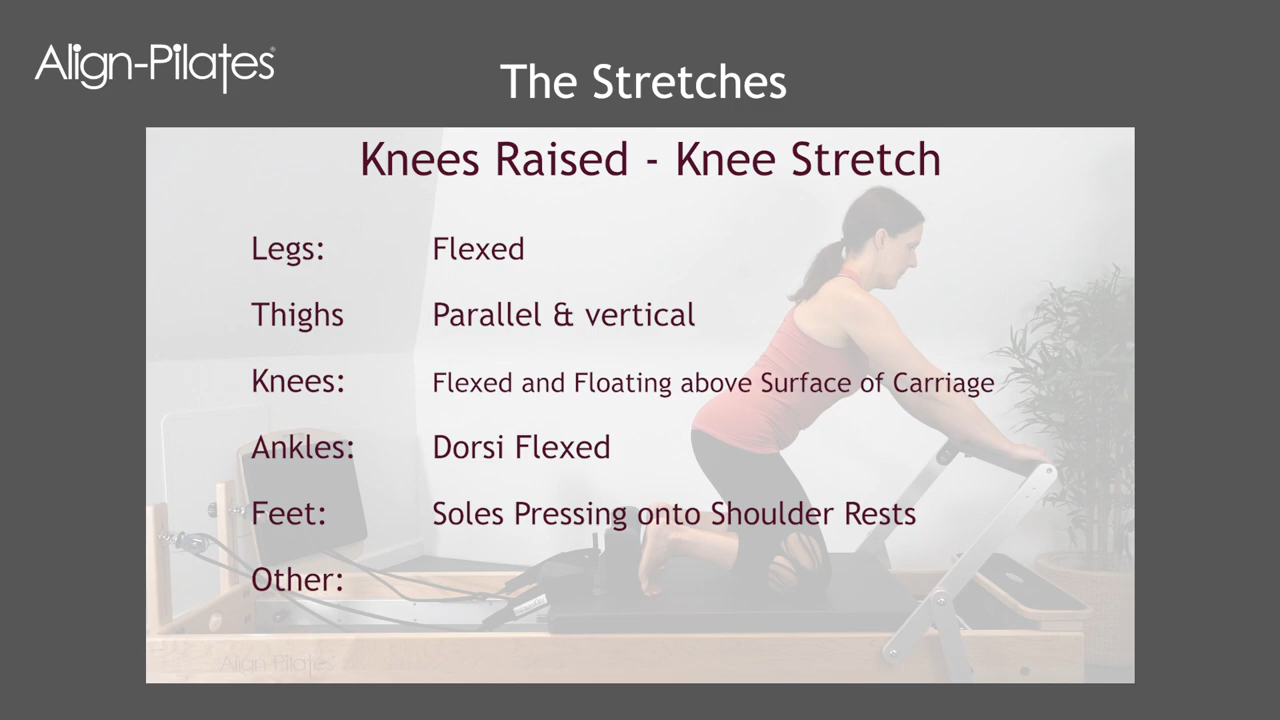 Align-Pilates®
The Stretches
Knees Raised - Knee Stretch
Legs: Flexed
Thighs Parallel & vertical
Knees: Flexed and Floating above Surface of Carriage
Ankles: Dorsi Flexed
Feet: Soles Pressing onto Shoulder Rests
Other:
Align-Pilates